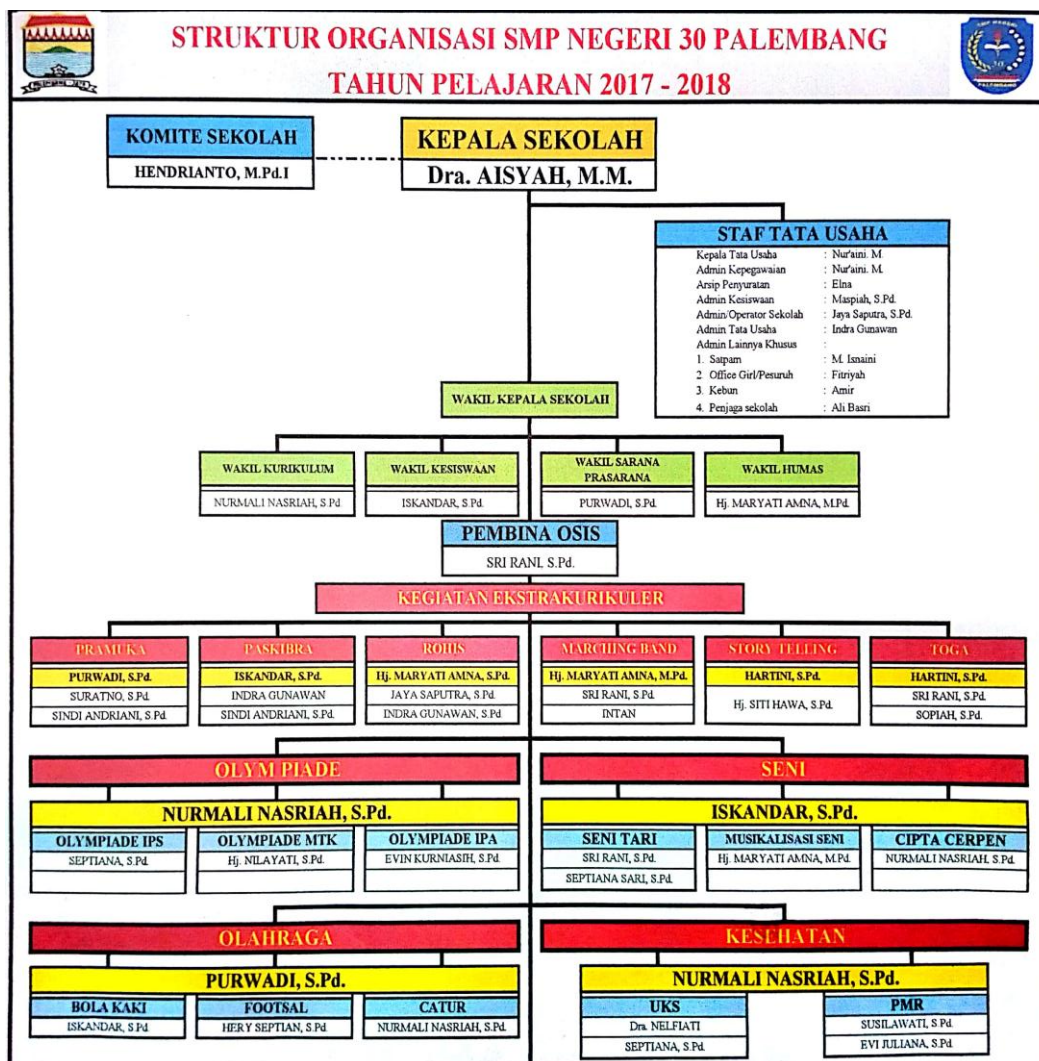 STRUKTUR ORGANISASI SMP NEGERI 30 PALEMBANG
TAHUN PELAJARAN 2017 - 2018
KOMITE SEKOLAH
HENDRIANTO, M.Pd.I
KEPALA SEKOLAH
Dra. AISYAH, M.M.
STAF TATA USAHA
Kepala Tata Usaha : Nur'aini. M.
Admin Kepegawaian : Nur'aini. M.
Arsip Penyuratan : Elna
Admin Kesiswaan : Maspiah, S.Pd.
Admin/Operator Sekolah : Jaya Saputra, S.Pd.
Admin Tata Usaha : Indra Gunawan
Admin Lainnya Khusus :
1. Satpam : M. Isnaini
2 Office Girl/Pesuruh : Fitriyah
3. Kebun : Amir
4. Penjaga sekolah : Ali Basri
WAKIL KEPALA SEKOLAH
WAKIL KURIKULUM
NURMALI NASRIAH, S.Pd
WAKIL KESISWAAN
ISKANDAR, S.Pd.
WAKIL SARANA
PRASARANA
PURWADI, S.Pd.
WAKIL HUMAS
Hj. MARYATI AMNA, M.Pd.
PEMBINA OSIS
SRI RANI, S.Pd.
KEGIATAN EKSTRAKURIKULER
PRAMUKA
PURWADI, S.Pd.
SURATNO, S.Pd.
SINDI ANDRIANI, S.Pd.
PASKIBRA
ISKANDAR, S.Pd.
INDRA GUNAWAN
SINDI ANDRIANI, S.Pd.
ROHIS
Hj. MARYATI AMNA, S.Pd.
JAYA SAPUTRA, S.Pd.
INDRA GUNAWAN, S.Pd
MARCHING BAND
Hj. MARYATI AMNA, M.Pd.
SRI RANI, S.Pd.
INTAN
STORY TELLING
HARTINI, S.Pd.
Hj. SITI HAWA, S.Pd.
TOGA
HARTINI, S.Pd.
SRI RANI, S.Pd.
SOPIAH, S.Pd.
OLYM PIADE
NURMALI NASRIAH, S.Pd.
OLYMPIADE IPS
SEPTIANA, S.Pd.
OLYMPIADE MTK
Hj. NILAYATI, S.Pd.
OLYMPIADE IPA
EVIN KURNIASIH, S.Pd.
SENI
ISKANDAR, S.Pd.
SENI TARI
SRI RANI, S.Pd.
SEPTIANA SARI, S.Pd.
MUSIKALISASI SENI
Hj. MARYATI AMNA, M.Pd.
CIPTA CERPEN
NURMALI NASRIAH, S.Pd.
OLAHRAGA
PURWADI, S.Pd.
BOLA KAKI
ISKANDAR, S.Pd
FOOTSAL
HERY SEPTIAN, S.Pd.
CATUR
NURMALI NASRIAH, S.Pd.
KESEHATAN
NURMALI NASRIAH, S.Pd.
UKS
Dra. NELFIATI
SEPTIANA, S.Pd.
PMR
SUSILAWATI, S.Pd.
EVI JULIANA, S.Pd.